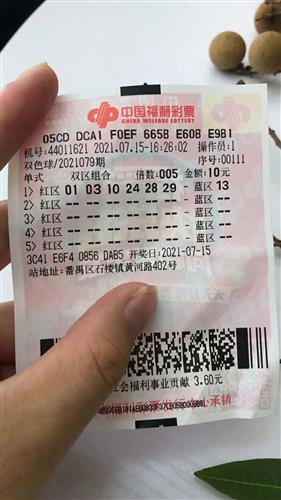 中国福利彩票
CHINA WELFARE LOTTERY
05CD DCA1 F0EF 665B E608 E9B1
机号:44011621 2021.07.15-16:26:02 操作员:1
双色球/2021079期 序号:00111
单式 双区组合 倍数:005 金额:10元
1> 红区 01 03 10 24 28 29 -蓝区 13
2> 红区 -- -- -- -- -- -- -蓝区 --
3> 红区 -- -- -- -- -- -- -蓝区 --
4> 红区 -- -- -- -- -- -- -蓝区 --
5> 红区 -- -- -- -- -- -- -蓝区 --
3C41 E6F4 0856 DAB5 开奖日:2021-07-15
站地址:番禺区石楼镇黄河路402号
社会福利事业贡献 3.60元
中心承销